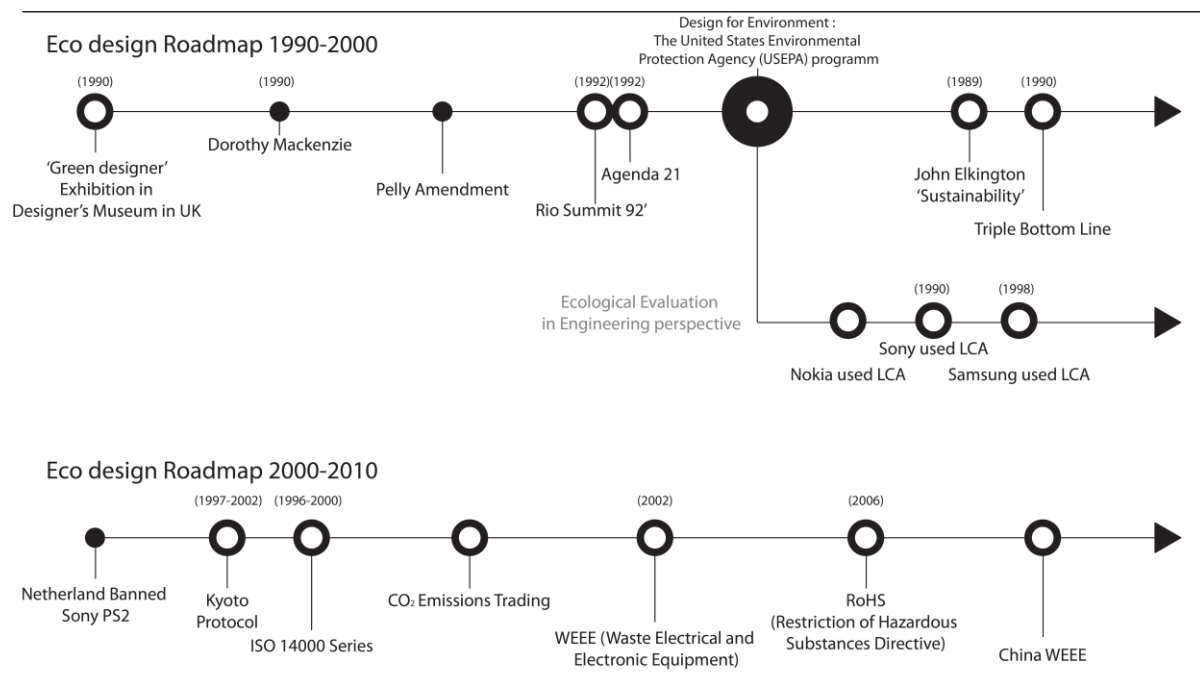 Design for Environment :
The United States Environmental
Protection Agency (USEPA) programm
Eco design Roadmap 1990-2000
(1990)
(1990)
(1992)(1992)
(1989)
(1990)
'Green designer'
Exhibition in
Designer's Museum in UK
Dorothy Mackenzie
Pelly Amendment
Rio Summit 92'
Agenda 21
John Elkington
'Sustainability'
Triple Bottom Line
Ecological Evaluation
in Engineering perspective
(1990)
(1998)
Nokia used LCA
Sony used LCA
Samsung used LCA
Eco design Roadmap 2000-2010
(1997-2002)
(1996-2000)
(2002)
(2006)
Netherland Banned
Sony PS2
Kyoto
Protocol
ISO 14000 Series
CO₂ Emissions Trading
WEEE (Waste Electrical and
Electronic Equipment)
RoHS
(Restriction of Hazardous
Substances Directive)
China WEEE